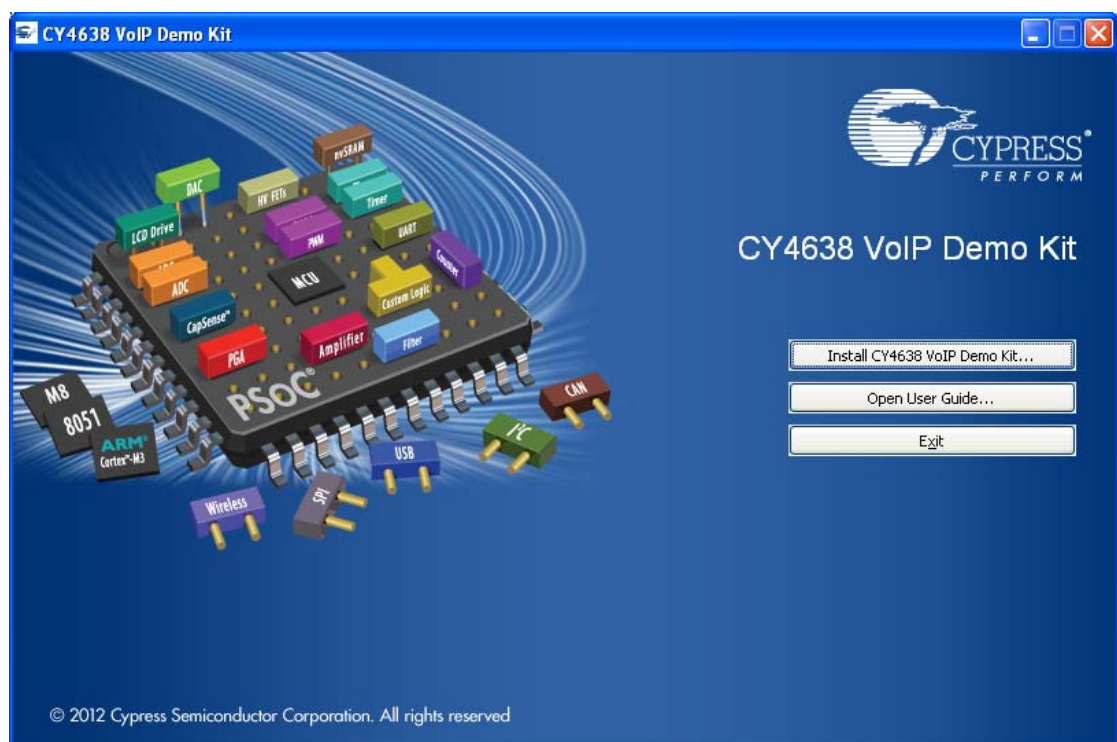 CY4638 VoIP Demo Kit
CYPRESS
PERFORM
CY4638 VoIP Demo Kit
Install CY4638 VoIP Demo Kit...
Open User Guide...
Exit
nvSRAM
DAC
HV FETs
Timer
LCD Drive
PWM
UART
Counter
ADC
MCU
Custom Logic
CapSense™
PGA
Amplifier
Filter
PSoC®
CAN
M8
8051
ARM®
Cortex™-M3
I²C
USB
SPI
Wireless
© 2012 Cypress Semiconductor Corporation. All rights reserved